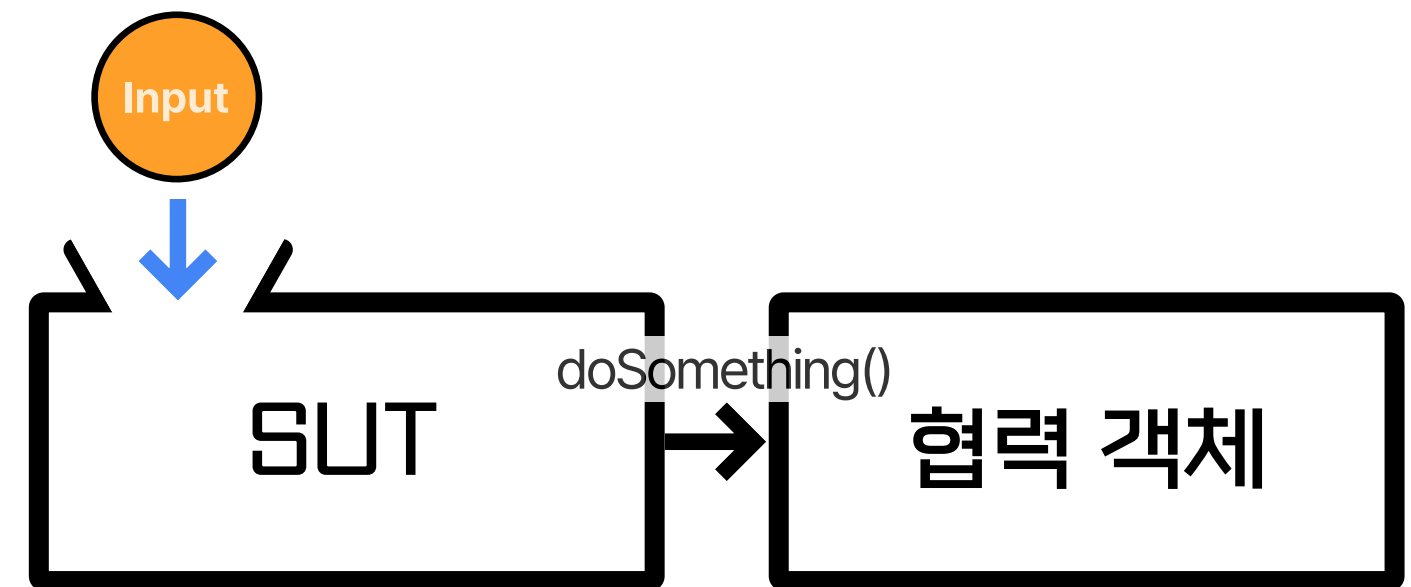 Input
doSomething()
SUT
협력 객체